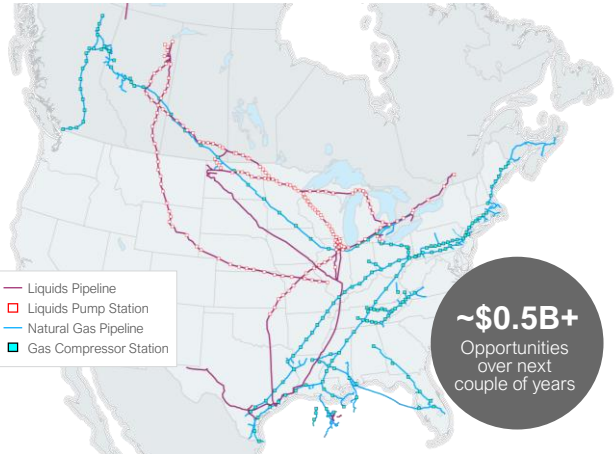 Liquids Pipeline
Liquids Pump Station
Natural Gas Pipeline
Gas Compressor Station
~$0.5B+
Opportunities
over next
couple of years